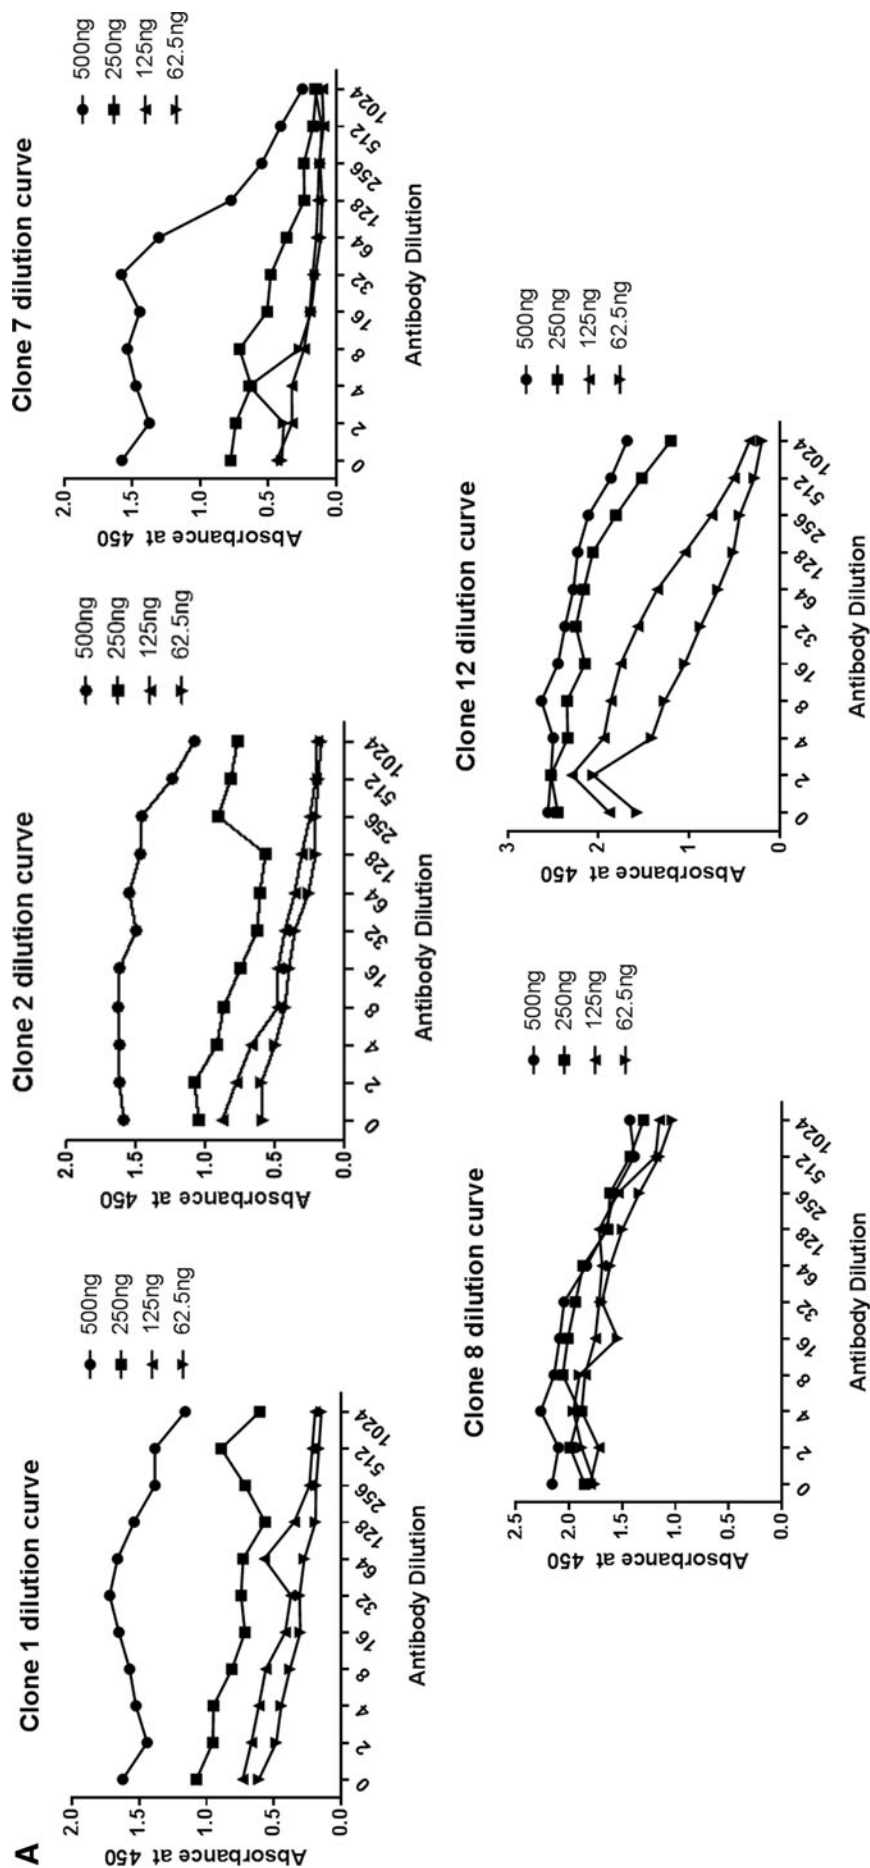 A
Clone 1 dilution curve
Absorbance at 450
2.0
1.5
1.0
0.5
0.0
0 2 4 8 16 32 64 128 256 512 1024
Antibody Dilution
500ng
250ng
125ng
62.5ng
Clone 2 dilution curve
Absorbance at 450
2.0
1.5
1.0
0.5
0.0
0 2 4 8 16 32 64 128 256 512 1024
Antibody Dilution
500ng
250ng
125ng
62.5ng
Clone 7 dilution curve
Absorbance at 450
2.0
1.5
1.0
0.5
0.0
0 2 4 8 16 32 64 128 256 512 1024
Antibody Dilution
500ng
250ng
125ng
62.5ng
Clone 8 dilution curve
Absorbance at 450
2.5
2.0
1.5
1.0
0.0
0 2 4 8 16 32 64 128 256 512 1024
Antibody Dilution
500ng
250ng
125ng
62.5ng
Clone 12 dilution curve
Absorbance at 450
3
2
1
0
0 2 4 8 16 32 64 128 256 512 1024
Antibody Dilution
500ng
250ng
125ng
62.5ng